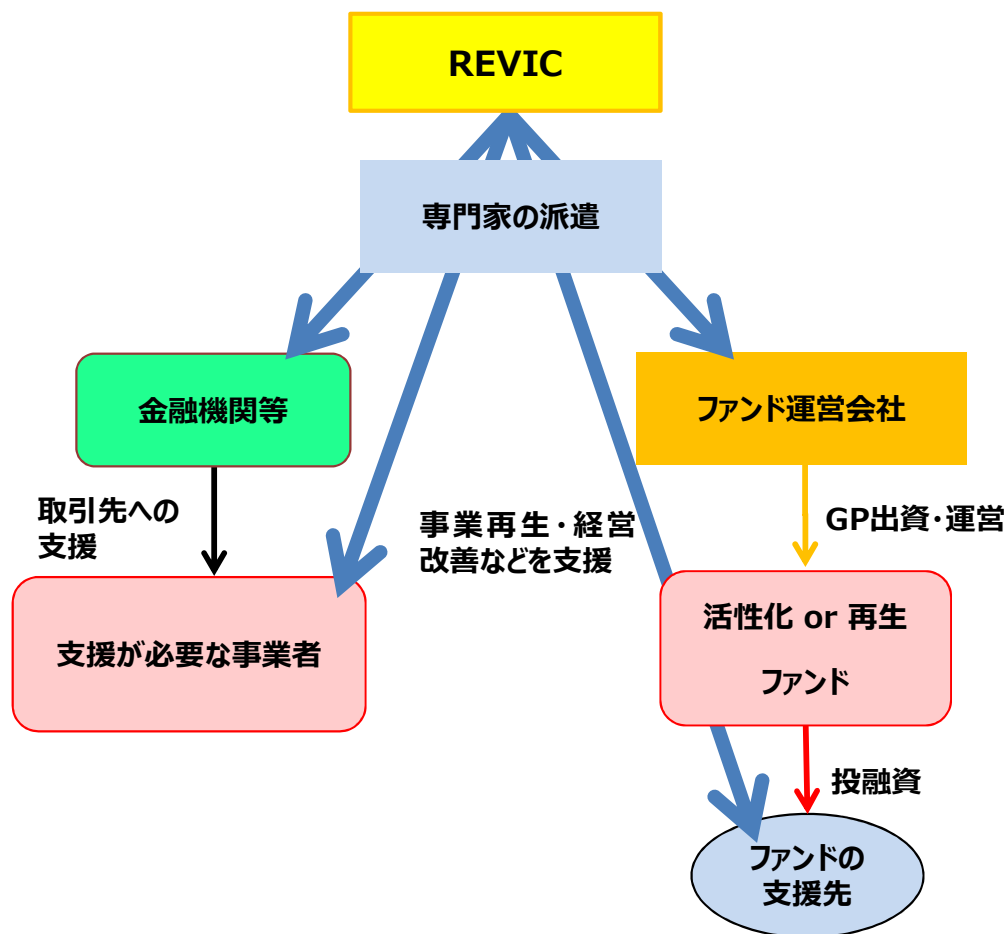 REVIC
専門家の派遣
金融機関等
ファンド運営会社
取引先への
支援
事業再生・経営
改善などを支援
GP出資・運営
支援が必要な事業者
活性化 or 再生
ファンド
投融資
ファンドの
支援先